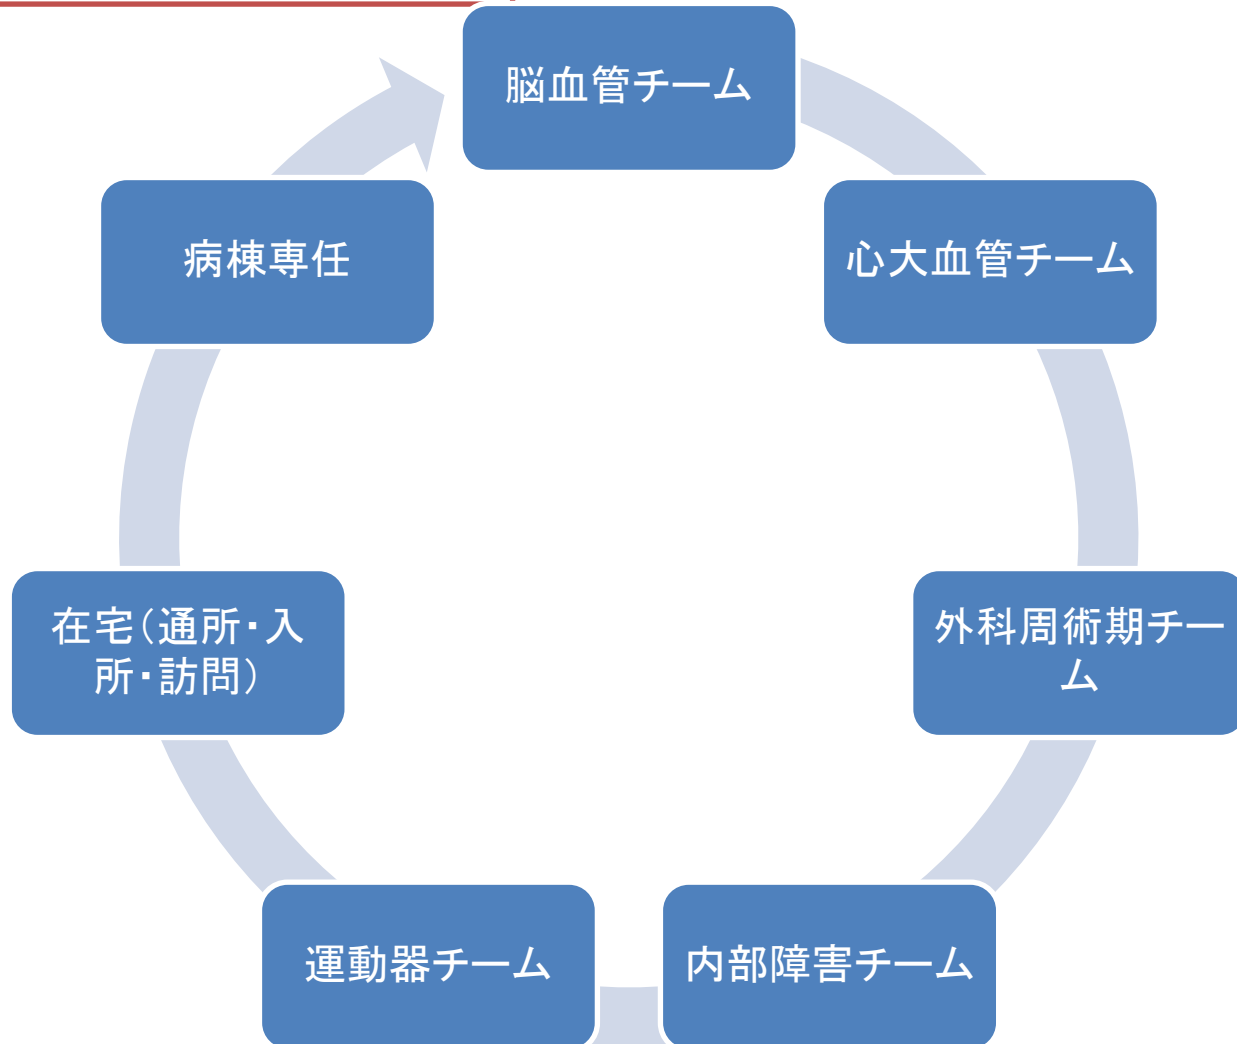 脳血管チーム
心大血管チーム
外科周術期チー
ム
内部障害チーム
運動器チーム
在宅（通所・入
所・訪問）
病棟専任